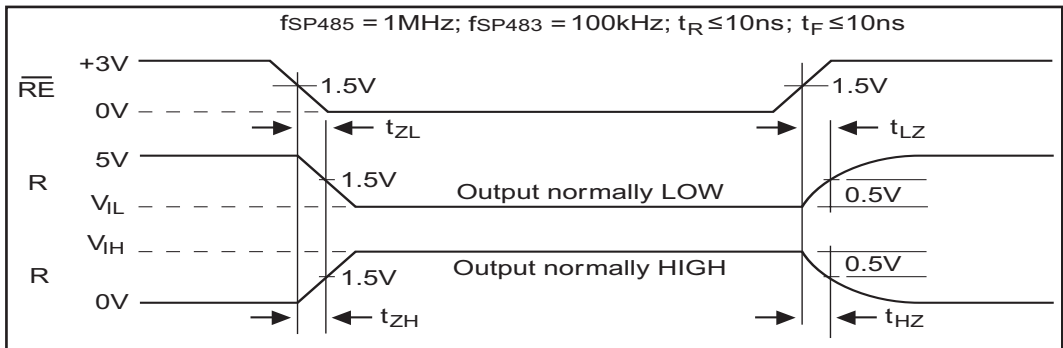 fSP485 = 1MHz; fSP483 = 100kHz; tR ≤ 10ns; tF ≤ 10ns
+3V
RE
1.5V
1.5V
0V
tZL
tLZ
5V
R
1.5V
Output normally LOW
0.5V
VIL
VIH
R
1.5V
Output normally HIGH
0.5V
0V
tZH
tHZ